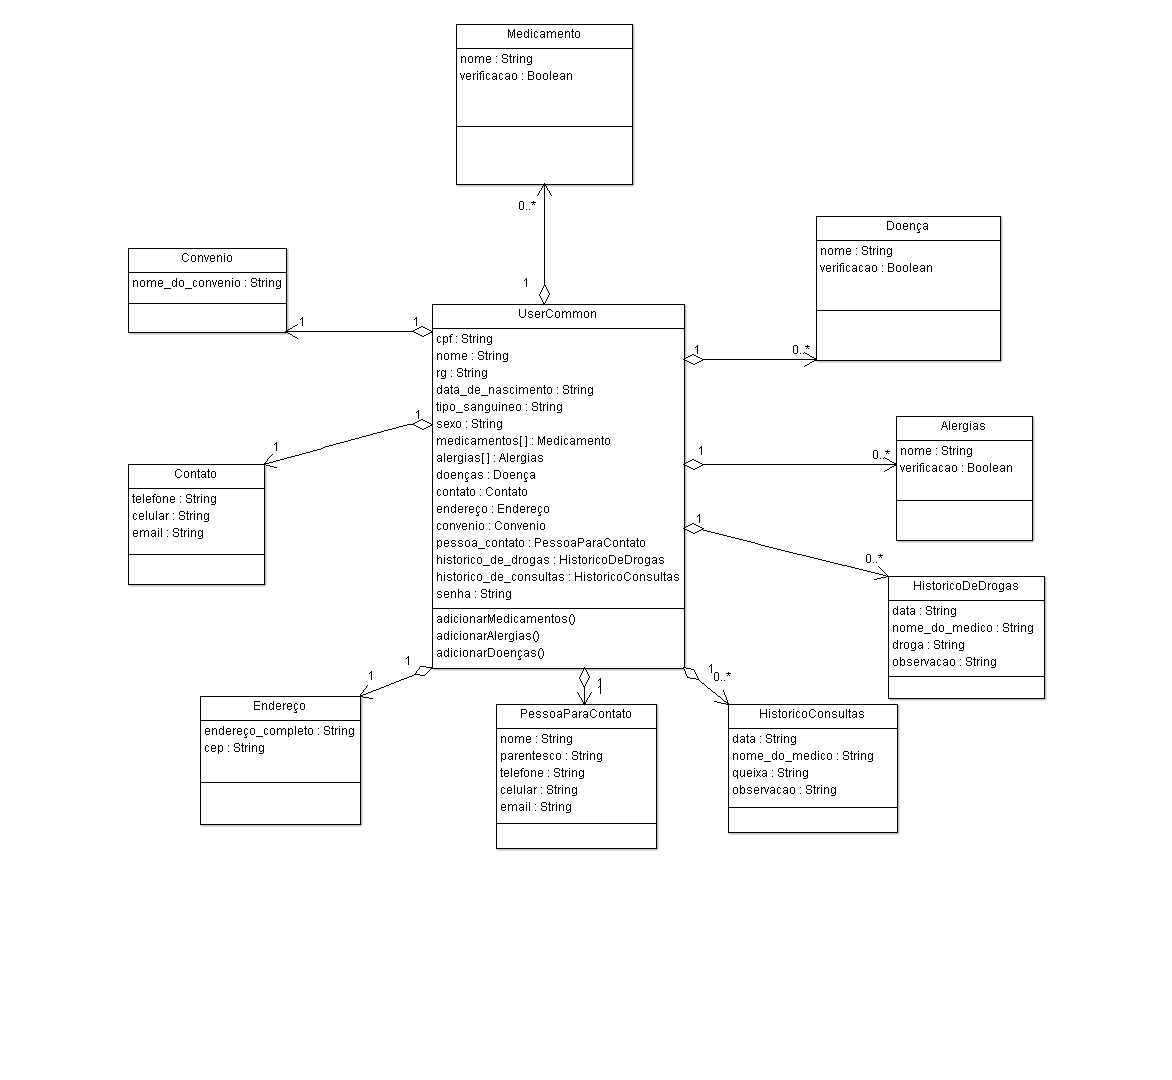 Medicamento
nome : String
verificacao : Boolean
0..*
1
Doença
nome : String
verificacao : Boolean
1
0..*
Convenio
nome_do_convenio : String
1
1
UserCommon
cpf : String
nome : String
rg : String
data_de_nascimento : String
tipo_sanguineo : String
sexo : String
medicamentos[ ] : Medicamento
alergias[ ] : Alergias
doenças : Doença
contato : Contato
endereço : Endereço
convenio : Convenio
pessoa_contato : PessoaParaContato
historico_de_drogas : HistoricoDeDrogas
historico_de_consultas : HistoricoConsultas
senha : String
adicionarMedicamentos()
adicionarAlergias()
adicionarDoenças()
1
1
Contato
telefone : String
celular : String
email : String
Alergias
nome : String
verificacao : Boolean
1
0..*
1
0..*
HistoricoDeDrogas
data : String
nome_do_medico : String
droga : String
observacao : String
1
1
Endereço
endereço_completo : String
cep : String
1
1
PessoaParaContato
nome : String
parentesco : String
telefone : String
celular : String
email : String
1
0..*
HistoricoConsultas
data : String
nome_do_medico : String
queixa : String
observacao : String